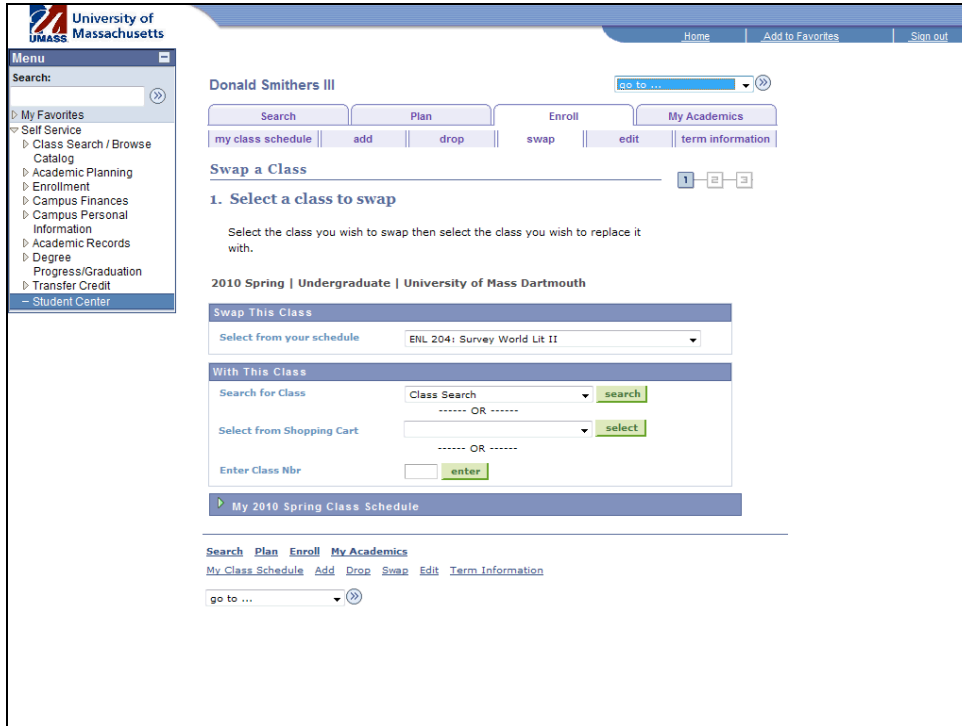 University of
Massachusetts
UMASS
Home Add to Favorites Sign out
Menu
Search:
My Favorites
Self Service
Class Search / Browse
Catalog
Academic Planning
Enrollment
Campus Finances
Campus Personal
Information
Academic Records
Degree
Progress/Graduation
Transfer Credit
Student Center
Donald Smithers III
go to ...
Search Plan Enroll My Academics
my class schedule add drop swap edit term information
Swap a Class
1 2 3
1. Select a class to swap
Select the class you wish to swap then select the class you wish to replace it
with.
2010 Spring | Undergraduate | University of Mass Dartmouth
Swap This Class
Select from your schedule ENL 204: Survey World Lit II
With This Class
Search for Class Class Search search
------ OR ------
Select from Shopping Cart select
------ OR ------
Enter Class Nbr enter
My 2010 Spring Class Schedule
Search Plan Enroll My Academics
My Class Schedule Add Drop Swap Edit Term Information
go to ...